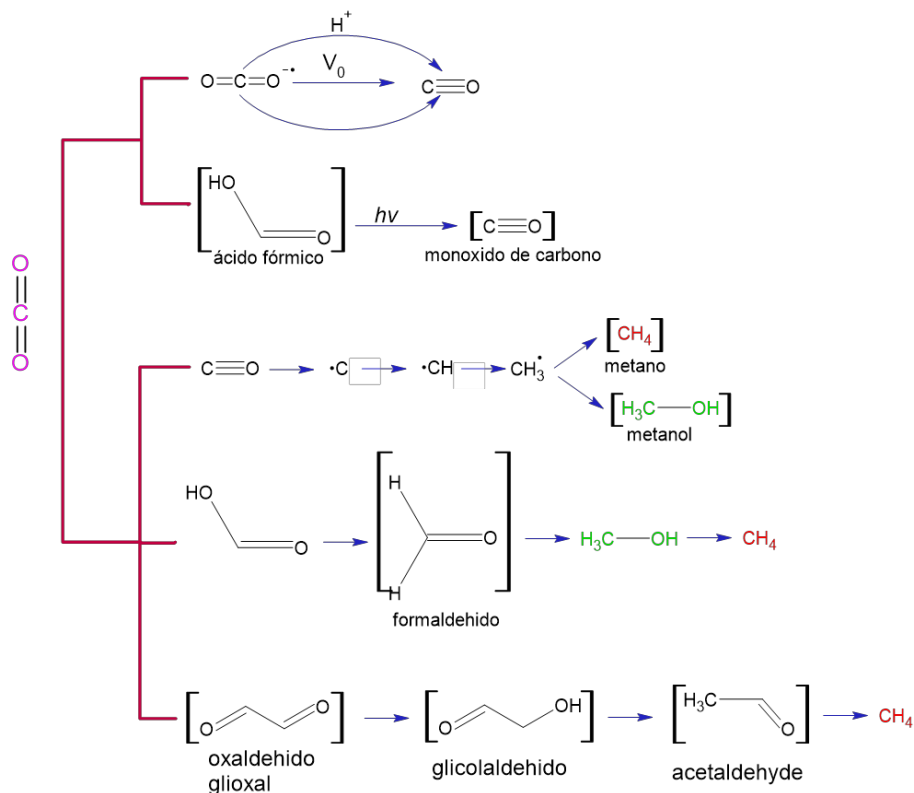 H+
O=C=O −• V0 C≡O
HO
O
hv
[C≡O]
ácido fórmico
monoxido de carbono
O=C=O
C≡O •C •CH CH3• [CH4]
metano
[H3C—OH]
metanol
HO
O
H
O
H
H3C—OH CH4
formaldehido
O
O
O
OH
H3C
O
CH4
oxaldehido
glioxal
glicolaldehido
acetaldehyde